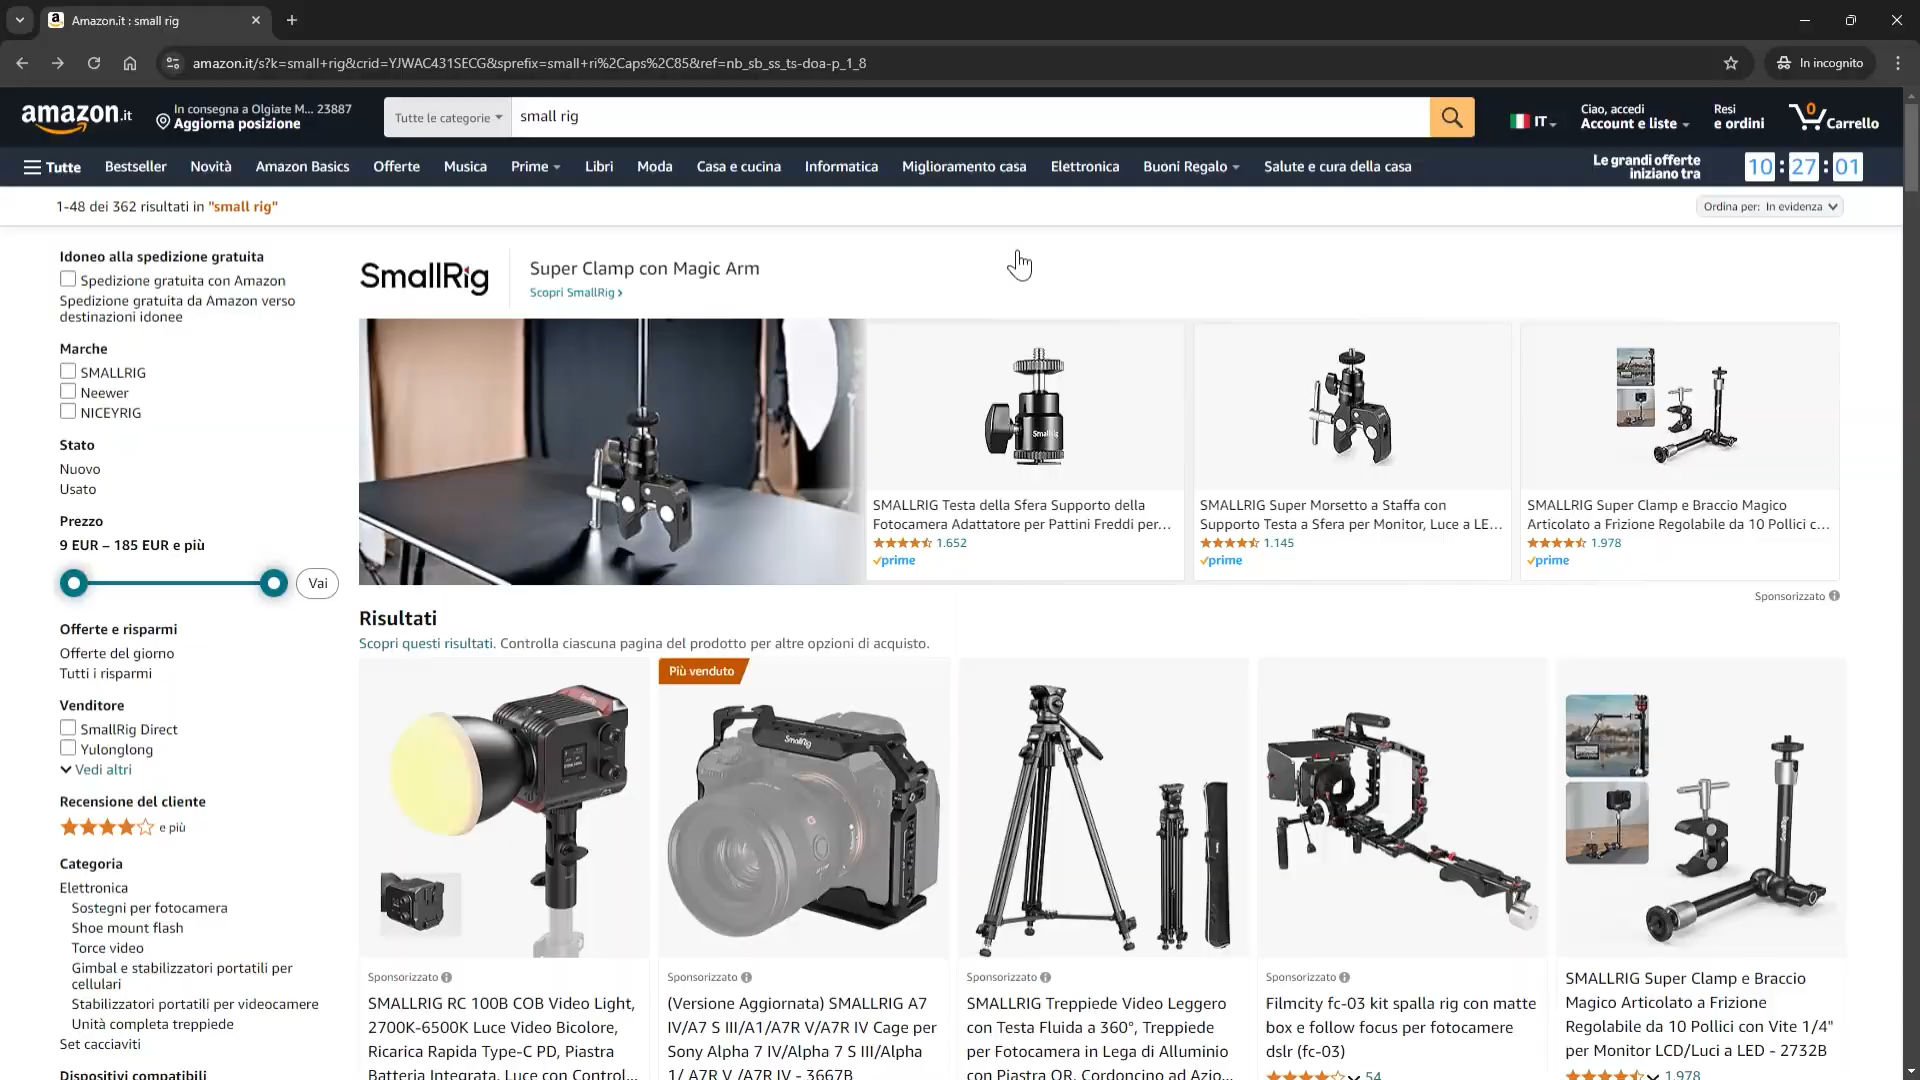 Amazon.it : small rig
amazon.it/s?k=small+rig&crid=YJWAC431SECG&sprefix=small+ri%2Caps%2C85&ref=nb_sb_ss_ts-doa-p_1_8
In incognito
amazon.it
In consegna a Olgiate M... 23887
Aggiorna posizione
Tutte le categorie
small rig
IT
Ciao, accedi
Account e liste
Resi
e ordini
0
Carrello
Tutte
Bestseller
Novità
Amazon Basics
Offerte
Musica
Prime
Libri
Moda
Casa e cucina
Informatica
Miglioramento casa
Elettronica
Buoni Regalo
Salute e cura della casa
Le grandi offerte
iniziano tra
10 : 27 : 01
1-48 dei 362 risultati in "small rig"
Ordina per: In evidenza
Idoneo alla spedizione gratuita
Spedizione gratuita con Amazon
Spedizione gratuita da Amazon verso
destinazioni idonee
Marche
SMALLRIG
Neewer
NICEYRIG
Stato
Nuovo
Usato
Prezzo
9 EUR – 185 EUR e più
Vai
Offerte e risparmi
Offerte del giorno
Tutti i risparmi
Venditore
SmallRig Direct
Yulonglong
Vedi altri
Recensione del cliente
e più
Categoria
Elettronica
Sostegni per fotocamera
Shoe mount flash
Torce video
Gimbal e stabilizzatori portatili per
cellulari
Stabilizzatori portatili per videocamere
Unità completa treppiede
Set cacciaviti
Dispositivi compatibili
SmallRig
Super Clamp con Magic Arm
Scopri SmallRig ›
SmallRig
SMALLRIG Testa della Sfera Supporto della
Fotocamera Adattatore per Pattini Freddi per...
1.652
prime
SMALLRIG Super Morsetto a Staffa con
Supporto Testa a Sfera per Monitor, Luce a LE...
1.145
prime
SMALLRIG Super Clamp e Braccio Magico
Articolato a Frizione Regolabile da 10 Pollici c...
1.978
prime
Sponsorizzato
Risultati
Scopri questi risultati. Controlla ciascuna pagina del prodotto per altre opzioni di acquisto.
Più venduto
SmallRig
Sponsorizzato
SMALLRIG RC 100B COB Video Light,
2700K-6500K Luce Video Bicolore,
Ricarica Rapida Type-C PD, Piastra
Batteria Integrata, Luce con Control...
Sponsorizzato
(Versione Aggiornata) SMALLRIG A7
IV/A7 S III/A1/A7R V/A7R IV Cage per
Sony Alpha 7 IV/Alpha 7 S III/Alpha
1/ A7R V /A7R IV - 3667B
Sponsorizzato
SMALLRIG Treppiede Video Leggero
con Testa Fluida a 360°, Treppiede
per Fotocamera in Lega di Alluminio
con Piastra QR, Cordoncino ad Azio...
Sponsorizzato
Filmcity fc-03 kit spalla rig con matte
box e follow focus per fotocamere
dslr (fc-03)
54
SMALLRIG Super Clamp e Braccio
Magico Articolato a Frizione
Regolabile da 10 Pollici con Vite 1/4"
per Monitor LCD/Luci a LED - 2732B
1.978